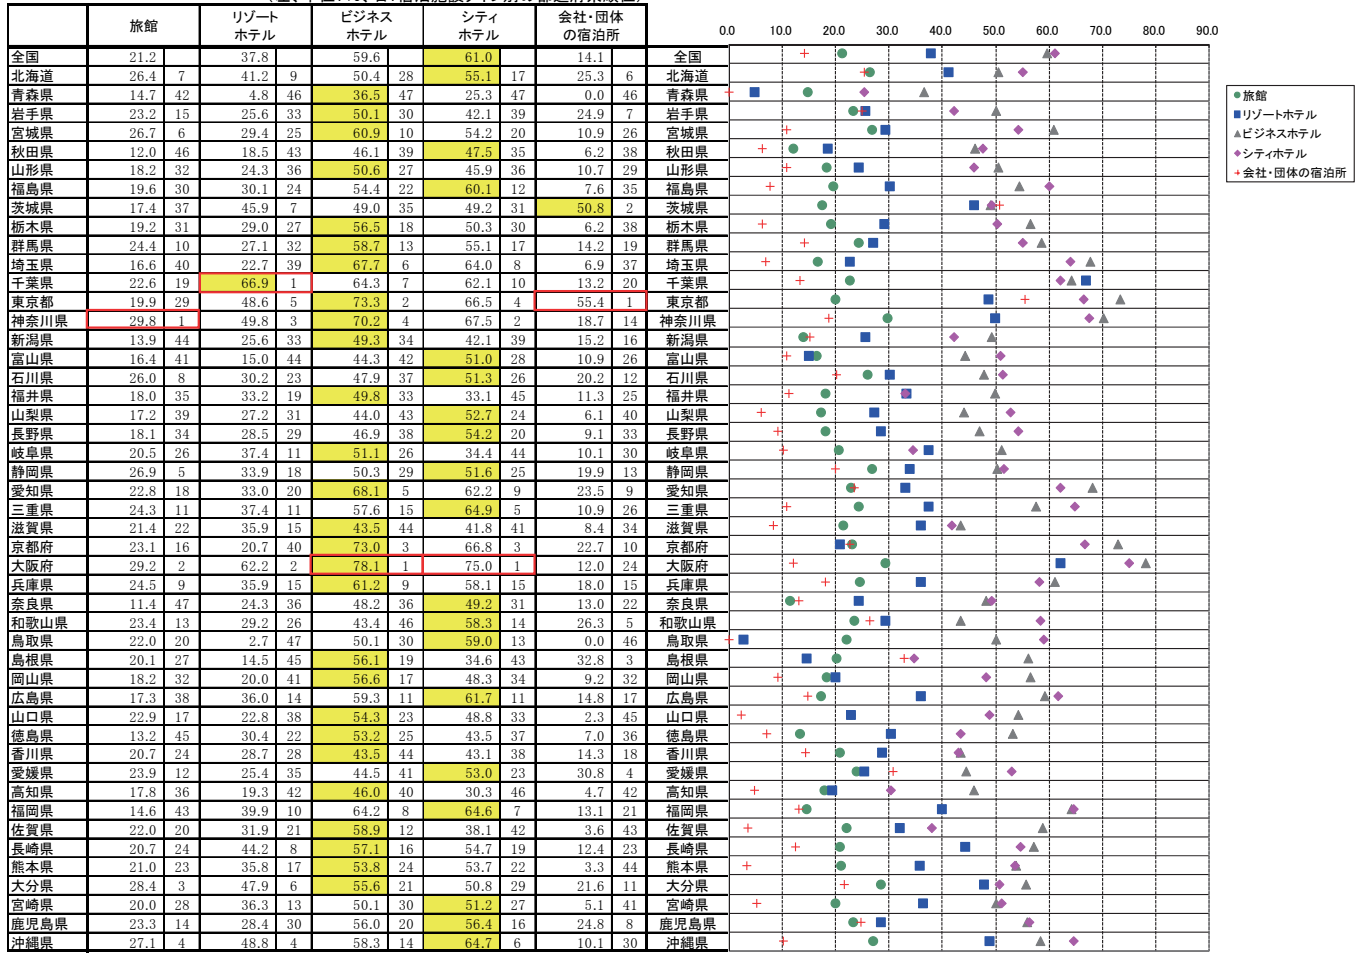 旅館 リゾートホテル ビジネスホテル シティホテル 会社・団体の宿泊所
0.0 10.0 20.0 30.0 40.0 50.0 60.0 70.0 80.0 90.0
全国 21.2 37.8 59.6 61.0 14.1 全国
北海道 26.4 7 41.2 9 50.4 28 55.1 17 25.3 6 北海道
青森県 14.7 42 4.8 46 36.5 47 25.3 47 0.0 46 青森県
岩手県 23.2 15 25.6 33 50.1 30 42.1 39 24.9 7 岩手県
宮城県 26.7 6 29.4 25 60.9 10 54.2 20 10.9 26 宮城県
秋田県 12.0 46 18.5 43 46.1 39 47.5 35 6.2 38 秋田県
山形県 18.2 32 24.3 36 50.6 27 45.9 36 10.7 29 山形県
福島県 19.6 30 30.1 24 54.4 22 60.1 12 7.6 35 福島県
茨城県 17.4 37 45.9 7 49.0 35 49.2 31 50.8 2 茨城県
栃木県 19.2 31 29.0 27 56.5 18 50.3 30 6.2 38 栃木県
群馬県 24.4 10 27.1 32 58.7 13 55.1 17 14.2 19 群馬県
埼玉県 16.6 40 22.7 39 67.7 6 64.0 8 6.9 37 埼玉県
千葉県 22.6 19 66.9 1 64.3 7 62.1 10 13.2 20 千葉県
東京都 19.9 29 48.6 5 73.3 2 66.5 4 55.4 1 東京都
神奈川県 29.8 1 49.8 3 70.2 4 67.5 2 18.7 14 神奈川県
新潟県 13.9 44 25.6 33 49.3 34 42.1 39 15.2 16 新潟県
富山県 16.4 41 15.0 44 44.3 42 51.0 28 10.9 26 富山県
石川県 26.0 8 30.2 23 47.9 37 51.3 26 20.2 12 石川県
福井県 18.0 35 33.2 19 49.8 33 33.1 45 11.3 25 福井県
山梨県 17.2 39 27.2 31 44.0 43 52.7 24 6.1 40 山梨県
長野県 18.1 34 28.5 29 46.9 38 54.2 20 9.1 33 長野県
岐阜県 20.5 26 37.4 11 51.1 26 34.4 44 10.1 30 岐阜県
静岡県 26.9 5 33.9 18 50.3 29 51.6 25 19.9 13 静岡県
愛知県 22.8 18 33.0 20 68.1 5 62.2 9 23.5 9 愛知県
三重県 24.3 11 37.4 11 57.6 15 64.9 5 10.9 26 三重県
滋賀県 21.4 22 35.9 15 43.5 44 41.8 41 8.4 34 滋賀県
京都府 23.1 16 20.7 40 73.0 3 66.8 3 22.7 10 京都府
大阪府 29.2 2 62.2 2 78.1 1 75.0 1 12.0 24 大阪府
兵庫県 24.5 9 35.9 15 61.2 9 58.1 15 18.0 15 兵庫県
奈良県 11.4 47 24.3 36 48.2 36 49.2 31 13.0 22 奈良県
和歌山県 23.4 13 29.2 26 43.4 46 58.3 14 26.3 5 和歌山県
鳥取県 22.0 20 2.7 47 50.1 30 59.0 13 0.0 46 鳥取県
島根県 20.1 27 14.5 45 56.1 19 34.6 43 32.8 3 島根県
岡山県 18.2 32 20.0 41 56.6 17 48.3 34 9.2 32 岡山県
広島県 17.3 38 36.0 14 59.3 11 61.7 11 14.8 17 広島県
山口県 22.9 17 22.8 38 54.3 23 48.8 33 2.3 45 山口県
徳島県 13.2 45 30.4 22 53.2 25 43.5 37 7.0 36 徳島県
香川県 20.7 24 28.7 28 43.5 44 43.1 38 14.3 18 香川県
愛媛県 23.9 12 25.4 35 44.5 41 53.0 23 30.8 4 愛媛県
高知県 17.8 36 19.3 42 46.0 40 30.3 46 4.7 42 高知県
福岡県 14.6 43 39.9 10 64.2 8 64.6 7 13.1 21 福岡県
佐賀県 22.0 20 31.9 21 58.9 12 38.1 42 3.6 43 佐賀県
長崎県 20.7 24 44.2 8 57.1 16 54.7 19 12.4 23 長崎県
熊本県 21.0 23 35.8 17 53.8 24 53.7 22 3.3 44 熊本県
大分県 28.4 3 47.9 6 55.6 21 50.8 29 21.6 11 大分県
宮崎県 20.0 28 36.3 13 50.1 30 51.2 27 5.1 41 宮崎県
鹿児島県 23.3 14 28.4 30 56.0 20 56.4 16 24.8 8 鹿児島県
沖縄県 27.1 4 48.8 4 58.3 14 64.7 6 10.1 30 沖縄県
旅館
リゾートホテル
ビジネスホテル
シティホテル
会社・団体の宿泊所